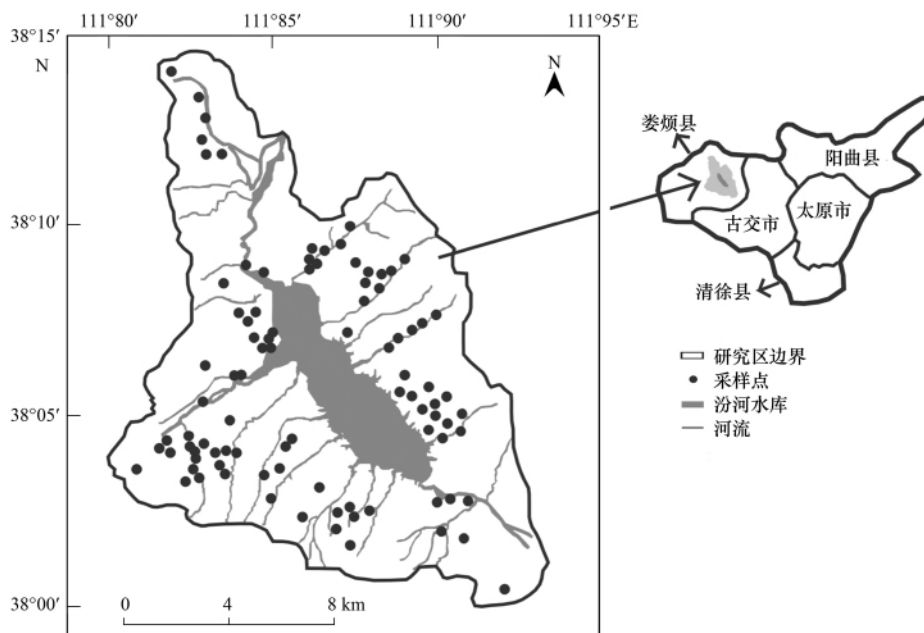 111°80′ 111°85′ 111°90′ 111°95′E
38°15′
N
38°10′
38°05′
38°00′
N
0 4 8 km
娄烦县
阳曲县
古交市
太原市
清徐县
研究区边界
采样点
汾河水库
河流